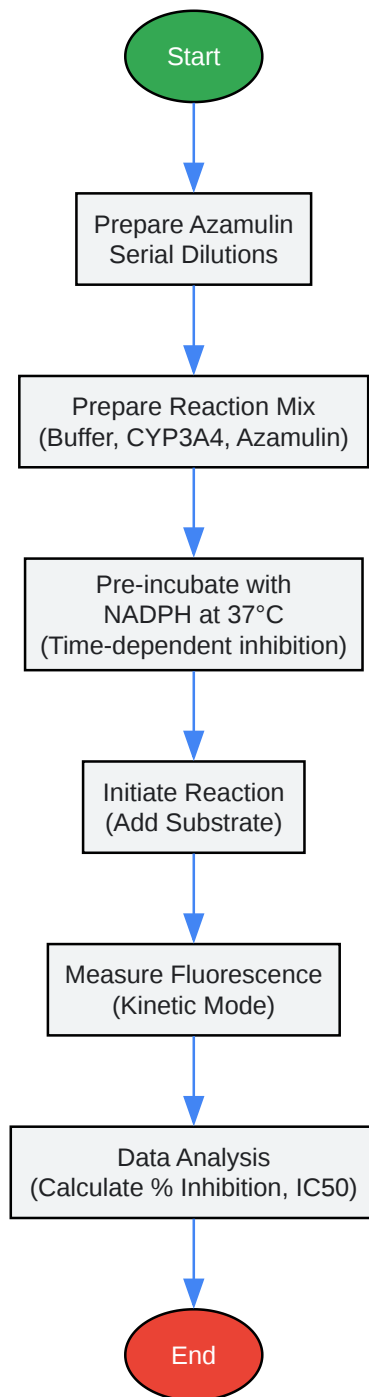 Start
Prepare Azamulin
Serial Dilutions
Prepare Reaction Mix
(Buffer, CYP3A4, Azamulin)
Pre-incubate with
NADPH at 37°C
(Time-dependent inhibition)
Initiate Reaction
(Add Substrate)
Measure Fluorescence
(Kinetic Mode)
Data Analysis
(Calculate % Inhibition, IC50)
End